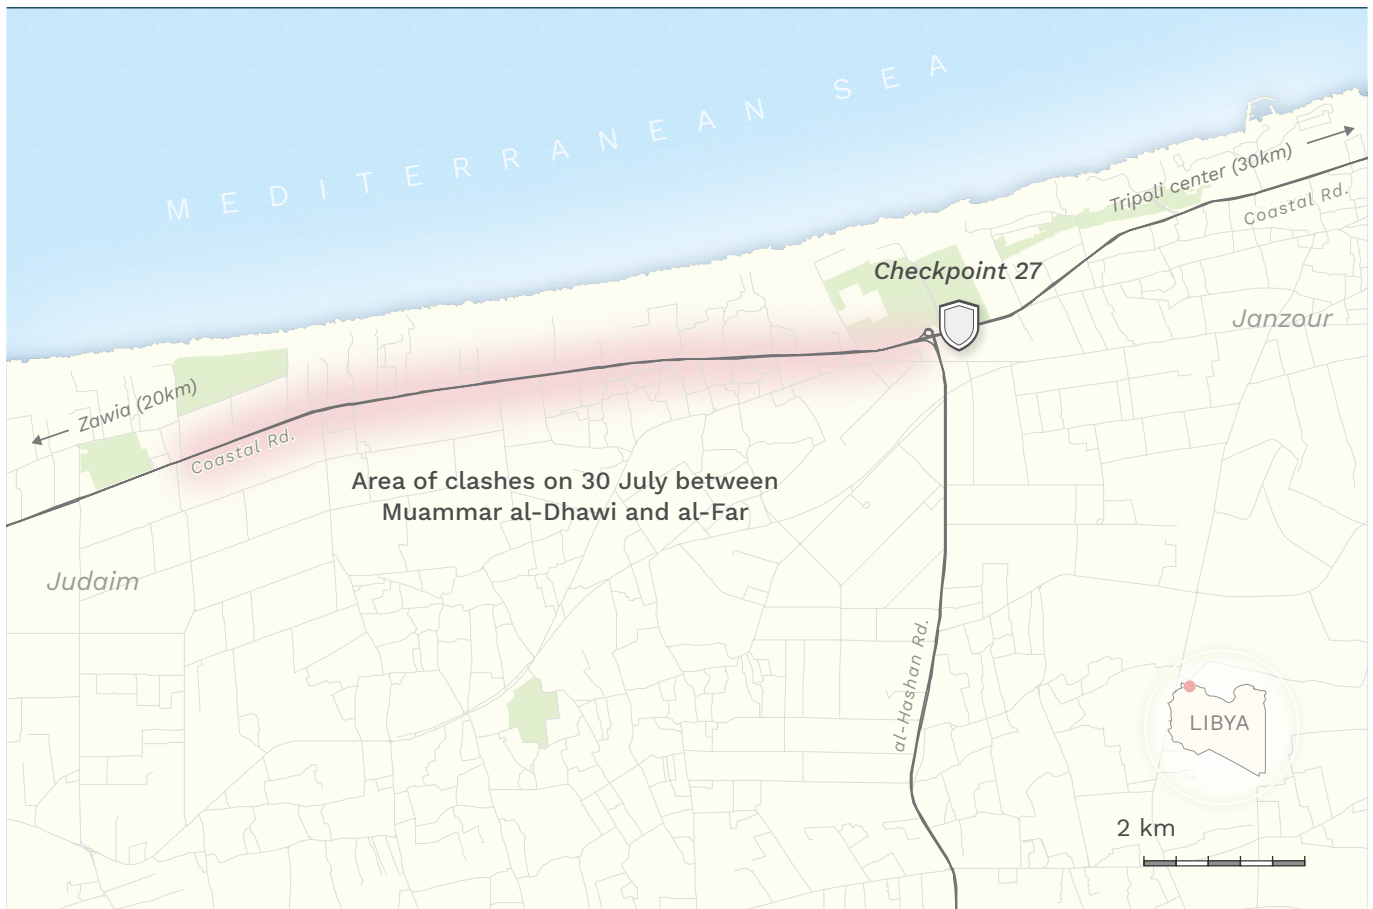 MEDITERRANEAN SEA
Tripoli center (30km)
Coastal Rd.
Checkpoint 27
Janzour
Zawia (20km)
Coastal Rd.
Area of clashes on 30 July between
Muammar al-Dhawi and al-Far
Judaim
al-Hashan Rd.
LIBYA
2 km